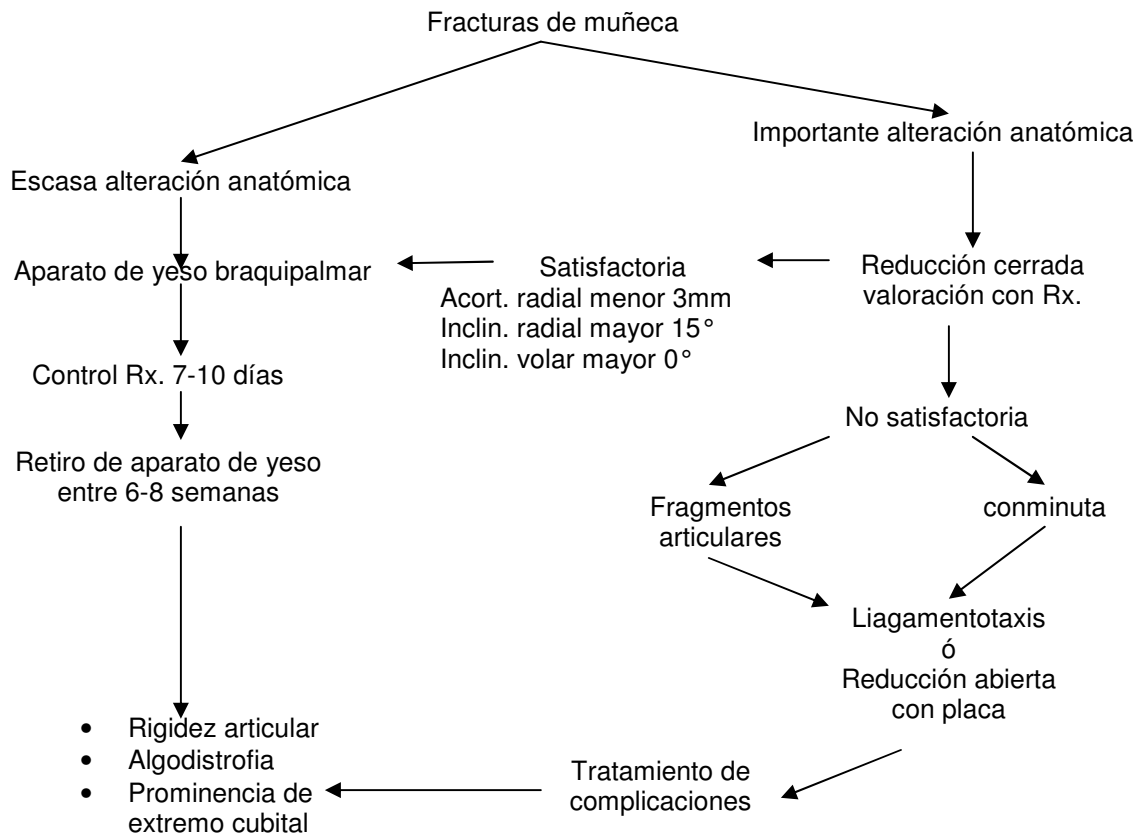 Fracturas de muñeca
Importante alteración anatómica
Escasa alteración anatómica
Aparato de yeso braquipalmar
Satisfactoria
Acort. radial menor 3mm
Inclin. radial mayor 15°
Inclin. volar mayor 0°
Reducción cerrada
valoración con Rx.
Control Rx. 7-10 días
No satisfactoria
Retiro de aparato de yeso
entre 6-8 semanas
Fragmentos
articulares
conminuta
Liagamentotaxis
ó
Reducción abierta
con placa
• Rigidez articular
• Algodistrofia
• Prominencia de
extremo cubital
Tratamiento de
complicaciones